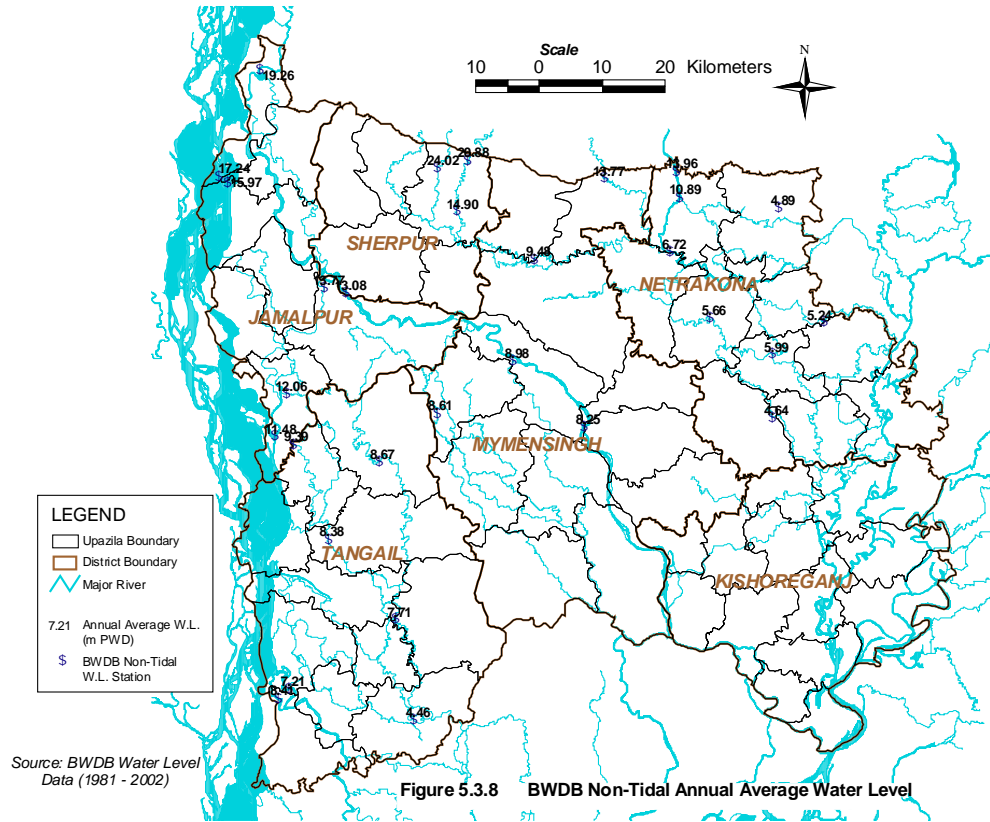 Scale
10 0 10 20 Kilometers
N
19.26
24.02
20.88
17.24
15.97
13.77
10.89
4.89
14.90
SHERPUR
9.48
6.72
NETRAKONA
13.08
JAMALPUR
5.66
5.24
8.98
5.99
12.06
8.61
8.25
4.64
11.48
9.39
MYMENSINGH
8.67
LEGEND
Upazila Boundary
District Boundary
Major River
7.21 Annual Average W.L.
(m PWD)
$ BWDB Non-Tidal
W.L. Station
8.38
TANGAIL
KISHOREGANJ
7.71
7.21
8.41
4.46
Source: BWDB Water Level
Data (1981 - 2002)
Figure 5.3.8 BWDB Non-Tidal Annual Average Water Level